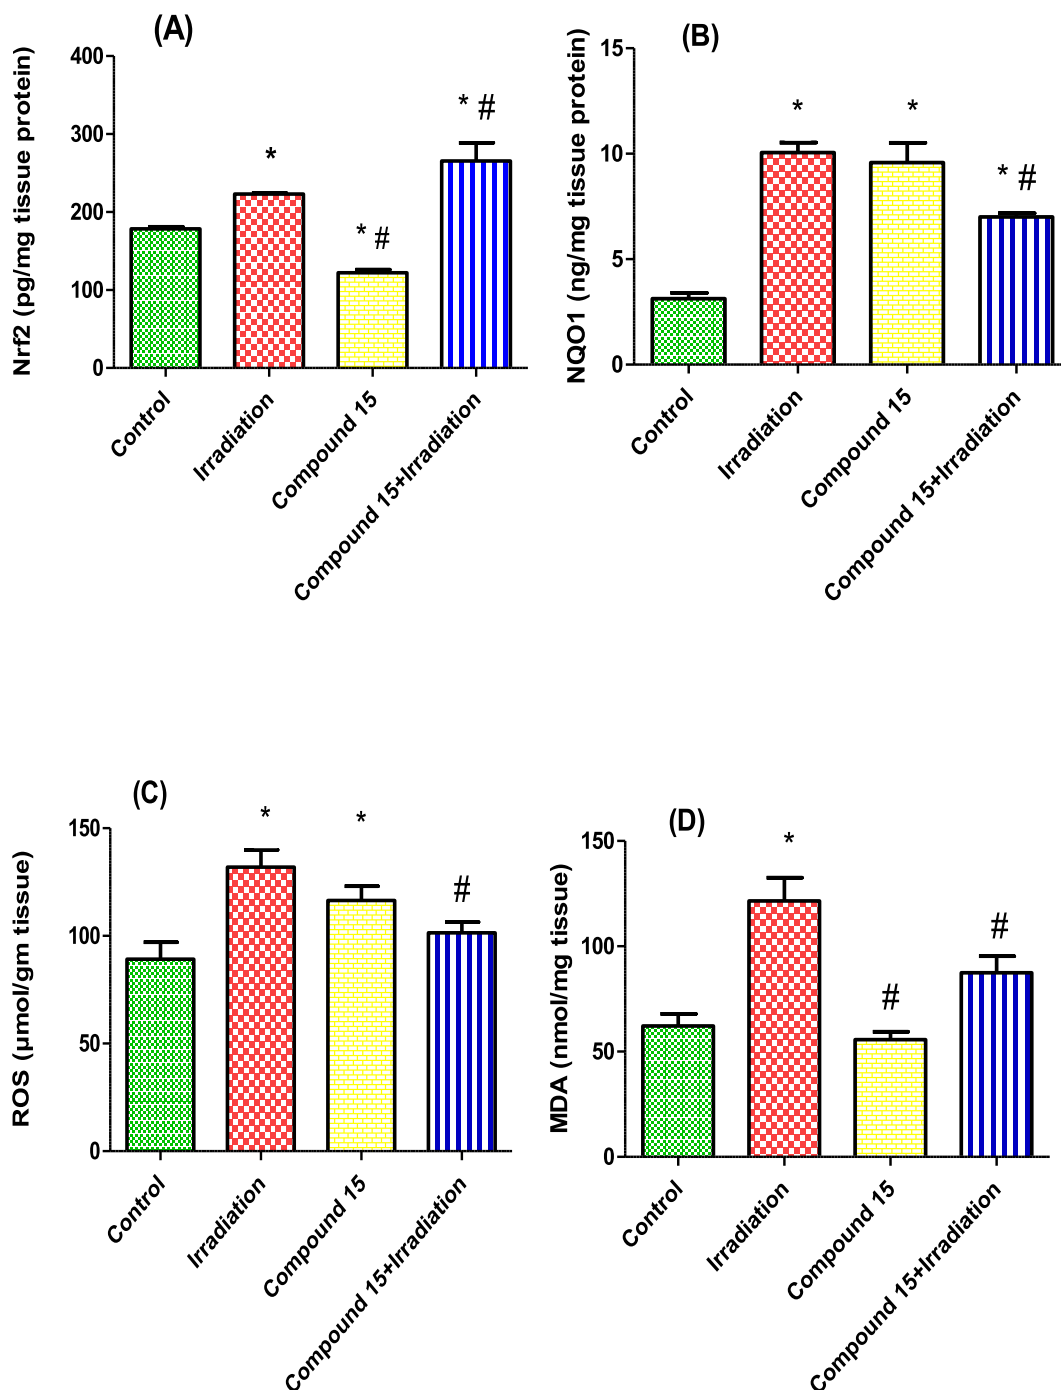 (A)
Nrf2 (pg/mg tissue protein)
400
300
200
100
0
*
* #
* #
Control
Irradiation
Compound 15
Compound 15+Irradiation
(B)
NQO1 (ng/mg tissue protein)
15
10
5
0
*
*
* #
Control
Irradiation
Compound 15
Compound 15+Irradiation
(C)
ROS (µmol/gm tissue)
150
100
50
0
*
*
#
Control
Irradiation
Compound 15
Compound 15+Irradiation
(D)
MDA (nmol/mg tissue)
150
100
50
0
*
#
#
Control
Irradiation
Compound 15
Compound 15+Irradiation